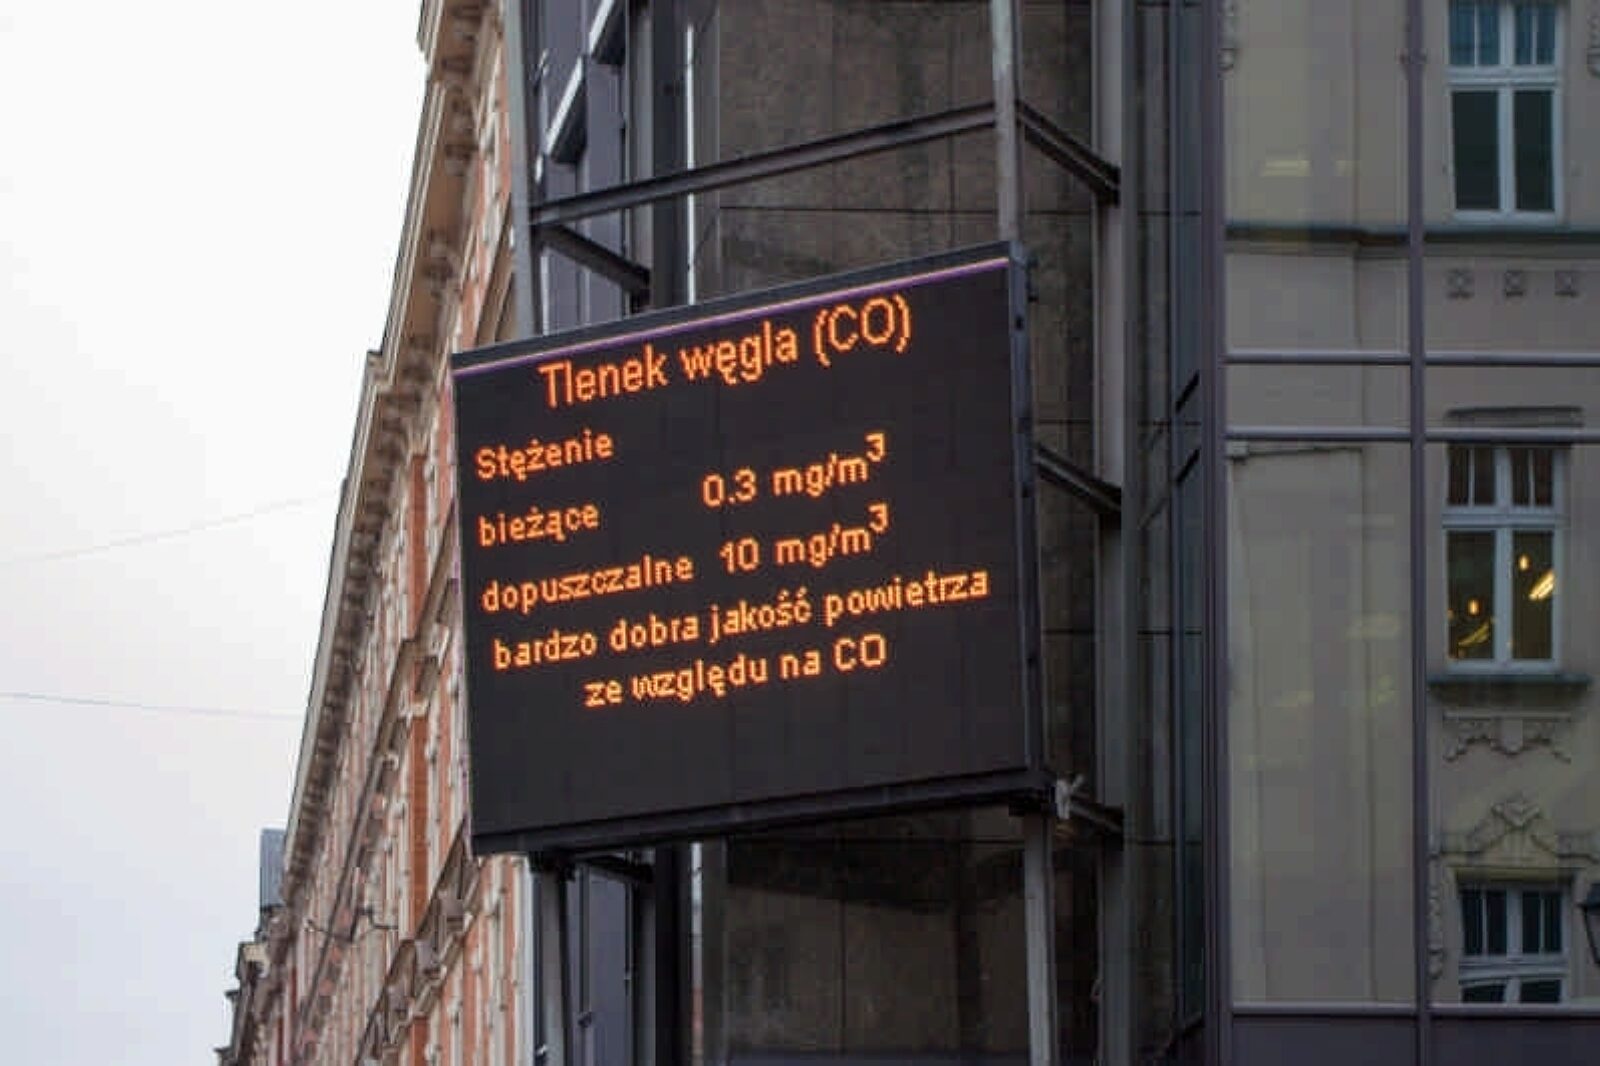 Tlenek węgla (CO)
Stężenie
bieżące 0.3 mg/m³
dopuszczalne 10 mg/m³
bardzo dobra jakość powietrza
ze względu na CO